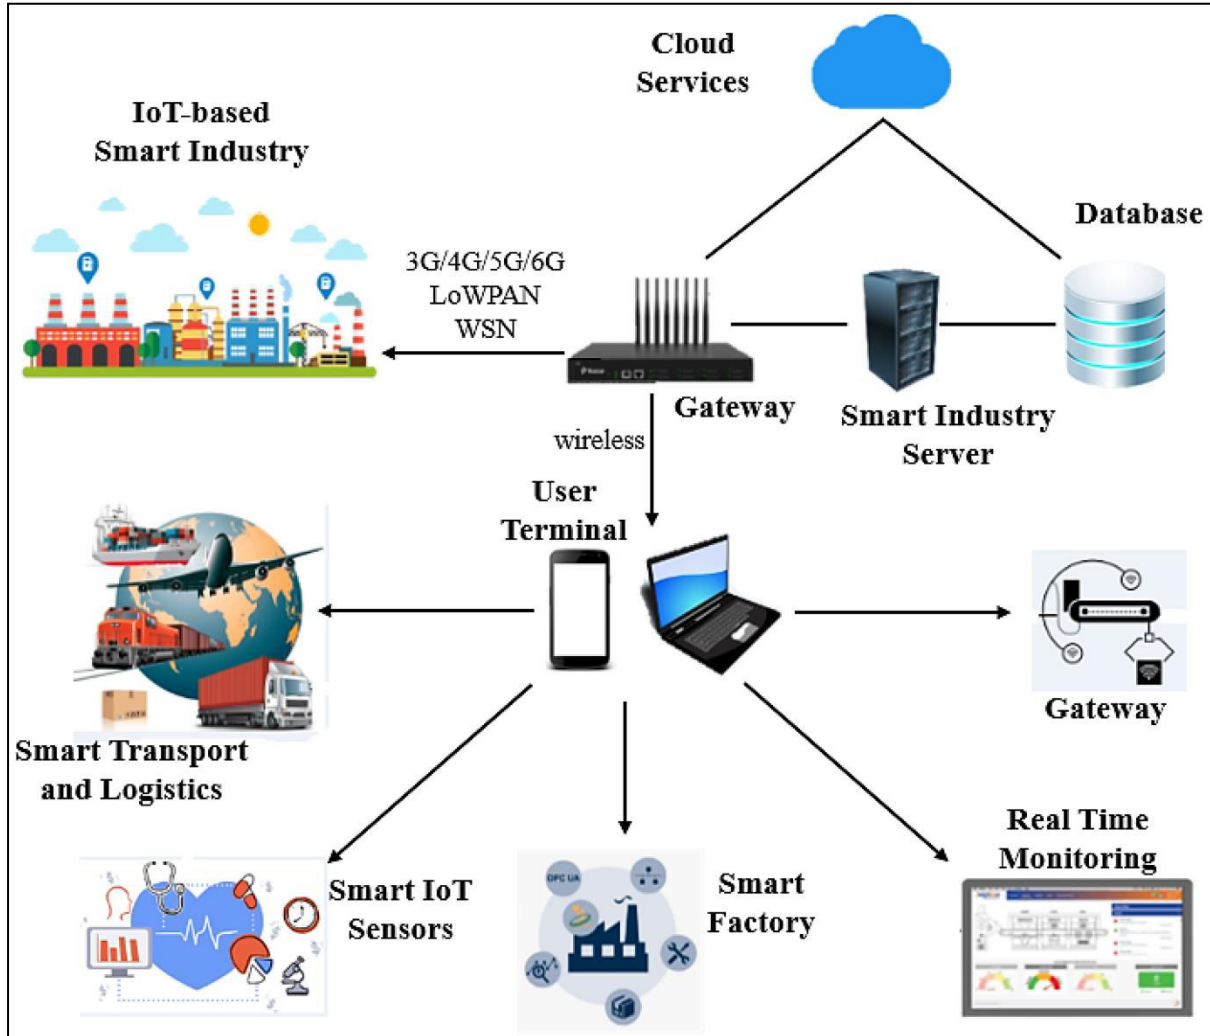 Cloud
Services
IoT-based
Smart Industry
Database
3G/4G/5G/6G
LoWPAN
WSN
Gateway
Smart Industry
Server
wireless
User
Terminal
Gateway
Smart Transport
and Logistics
Real Time
Monitoring
Smart IoT
Sensors
OPC UA
Smart
Factory